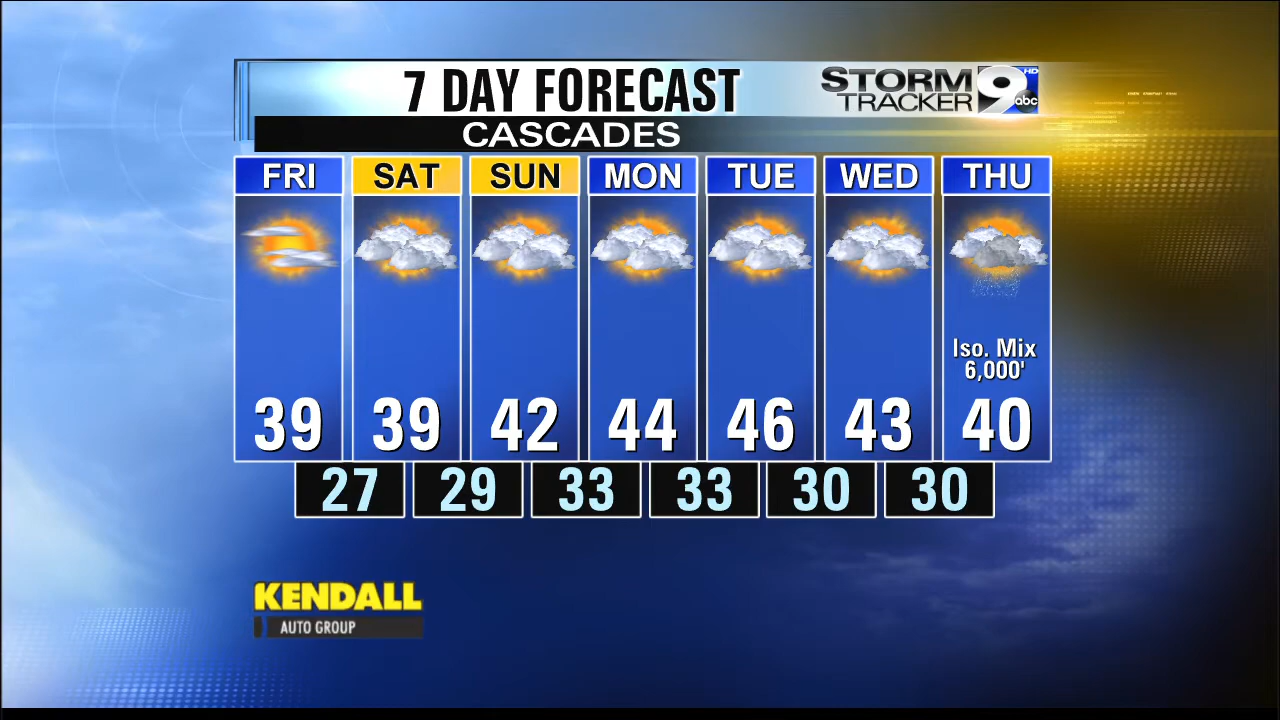 7 DAY FORECAST
STORM TRACKER 9 HD abc
CASCADES
FRI SAT SUN MON TUE WED THU
Iso. Mix
6,000'
39 39 42 44 46 43 40
27 29 33 33 30 30
KENDALL
AUTO GROUP